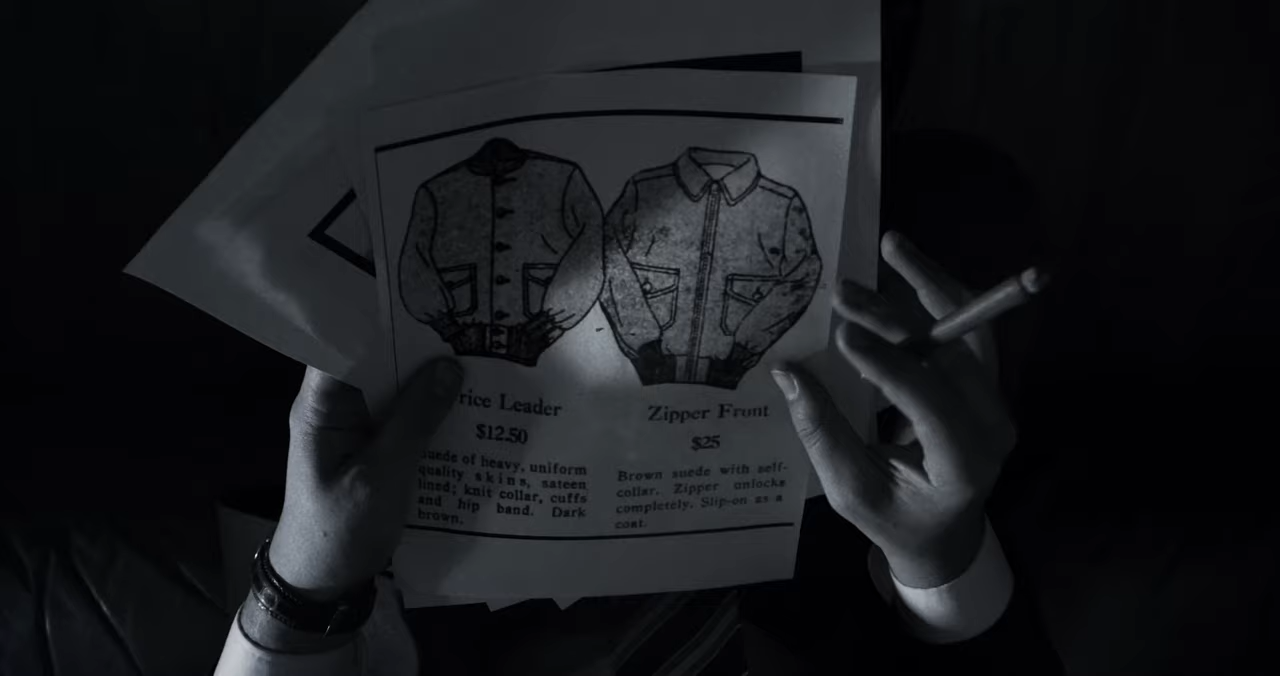 rice Leader
$12.50
suede of heavy, uniform
quality skins, sateen
lined; knit collar, cuffs
and hip band. Dark
brown.
Zipper Front
$25
Brown suede with self-
collar. Zipper unlocks
completely. Slip-on as a
coat.